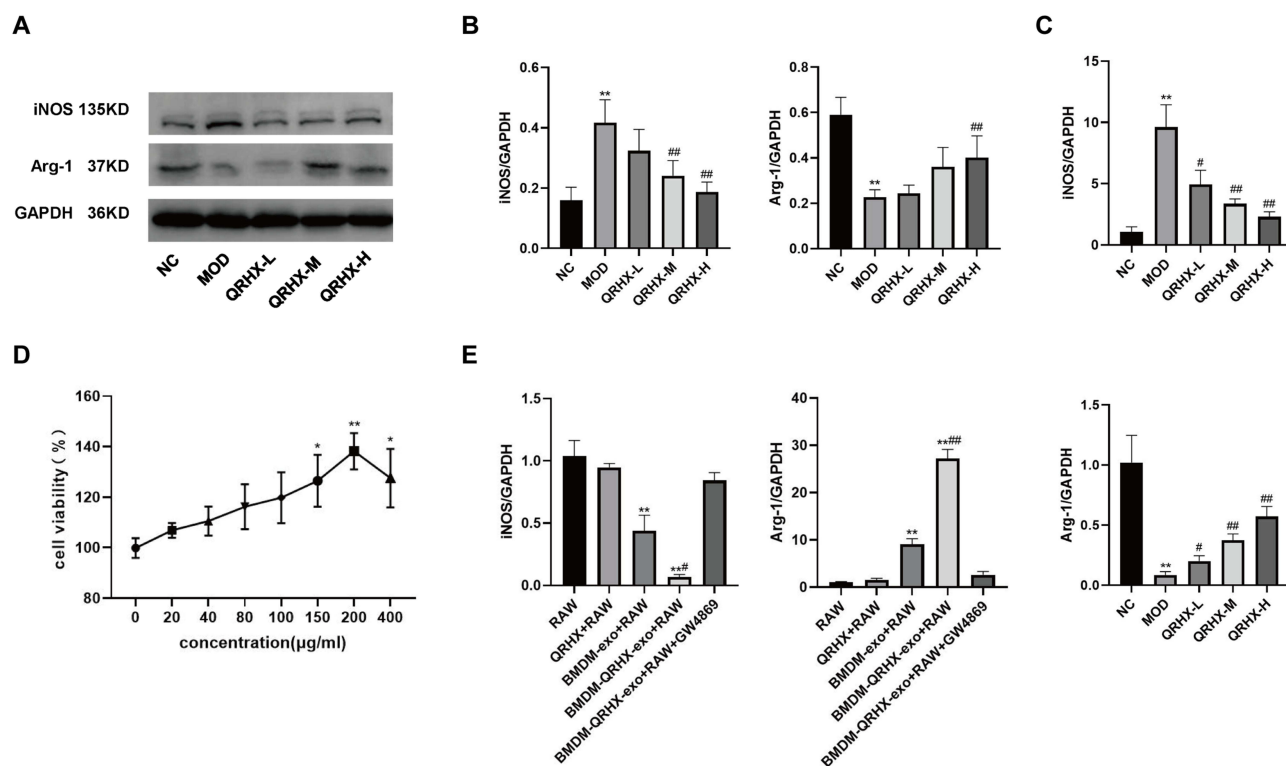 A
iNOS 135KD
Arg-1 37KD
GAPDH 36KD
NC
MOD
QRHX-L
QRHX-M
QRHX-H
B
iNOS/GAPDH
0.6
0.4
0.2
0.0
**
##
##
NC
MOD
QRHX-L
QRHX-M
QRHX-H
Arg-1/GAPDH
0.8
0.6
0.4
0.2
0.0
**
##
NC
MOD
QRHX-L
QRHX-M
QRHX-H
C
iNOS/GAPDH
15
10
5
0
**
#
##
##
NC
MOD
QRHX-L
QRHX-M
QRHX-H
D
cell viability (%)
160
140
120
100
80
*
**
*
0 20 40 80 100 150 200 400
concentration(μg/ml)
E
iNOS/GAPDH
1.5
1.0
0.5
0.0
**
**#
RAW
QRHX+RAW
BMDM-exo+RAW
BMDM-QRHX-exo+RAW
BMDM-QRHX-exo+RAW+GW4869
Arg-1/GAPDH
40
30
20
10
0
**
**##
RAW
QRHX+RAW
BMDM-exo+RAW
BMDM-QRHX-exo+RAW
BMDM-QRHX-exo+RAW+GW4869
Arg-1/GAPDH
1.5
1.0
0.5
0.0
**
#
##
##
NC
MOD
QRHX-L
QRHX-M
QRHX-H